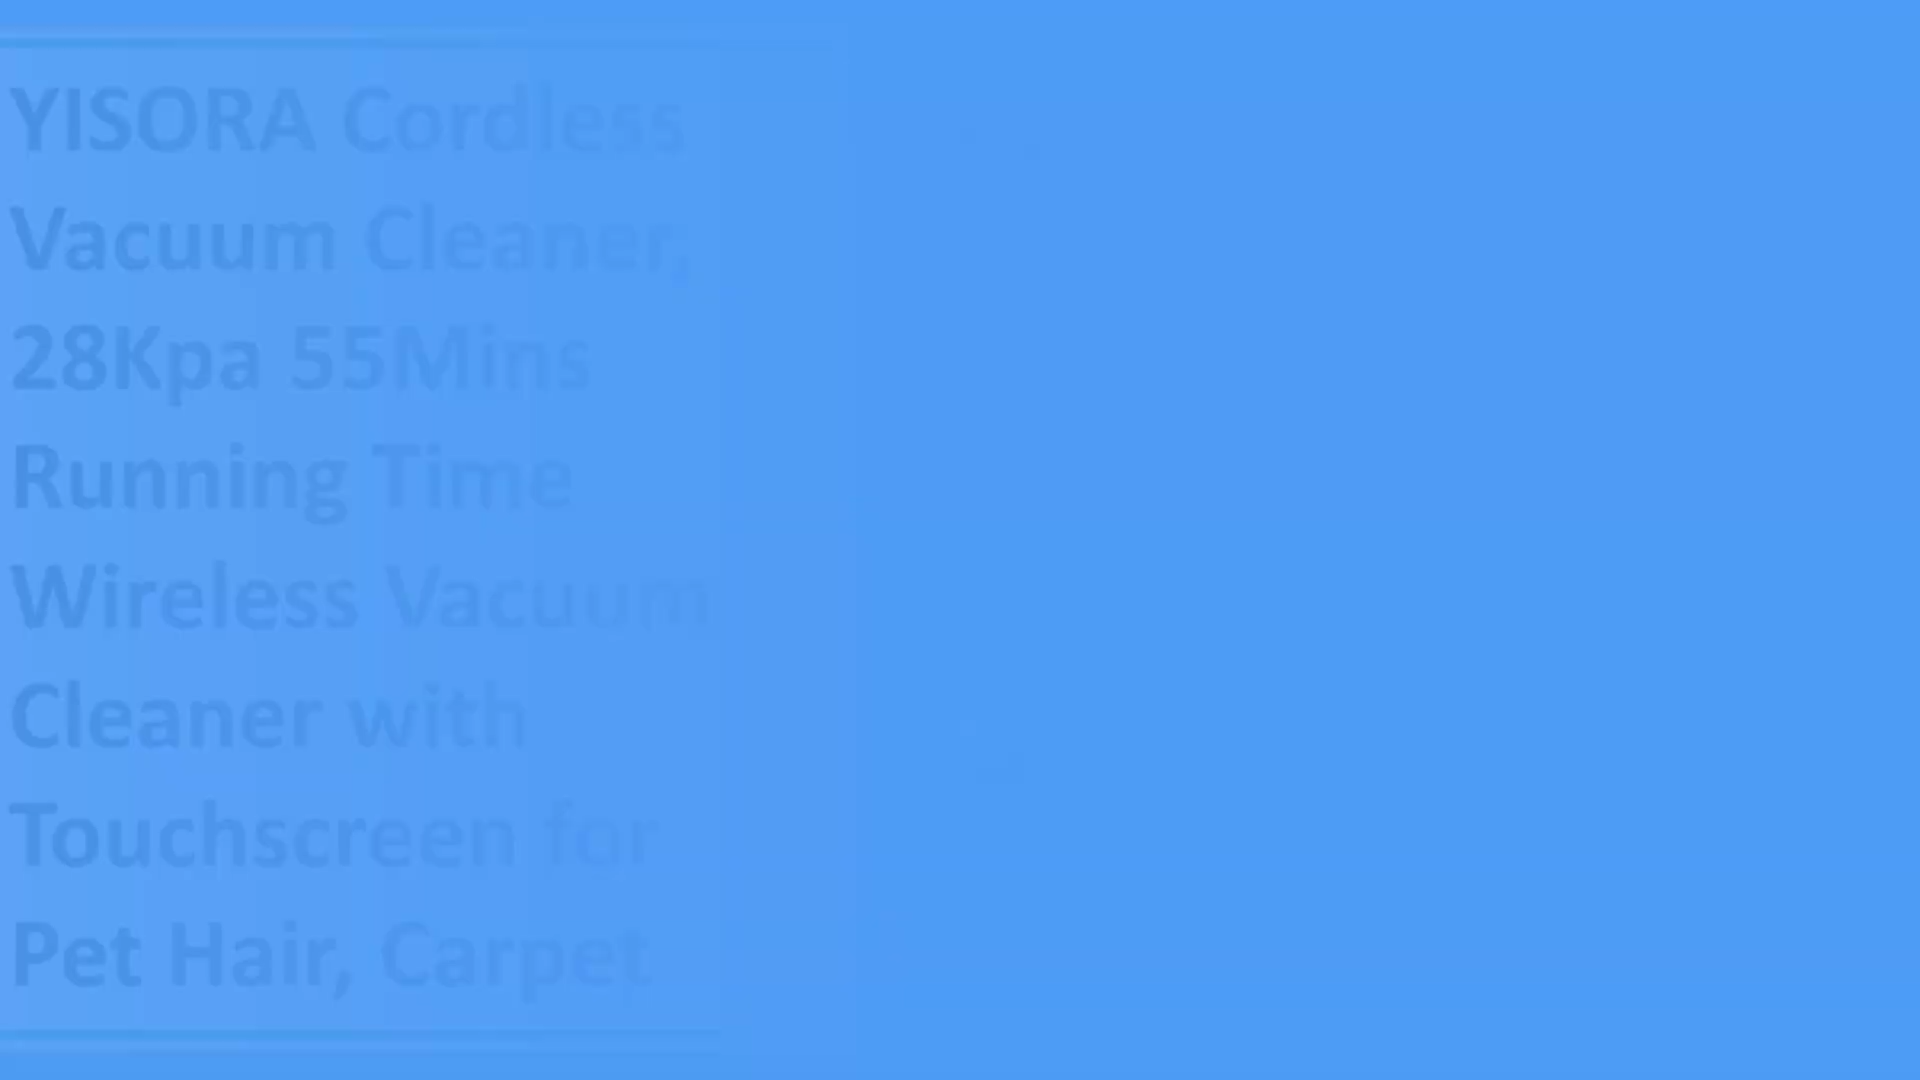 YISORA Cordless
Vacuum Cleaner,
28Kpa 55Mins
Running Time
Wireless Vacuum
Cleaner with
Touchscreen for
Pet Hair, Carpet